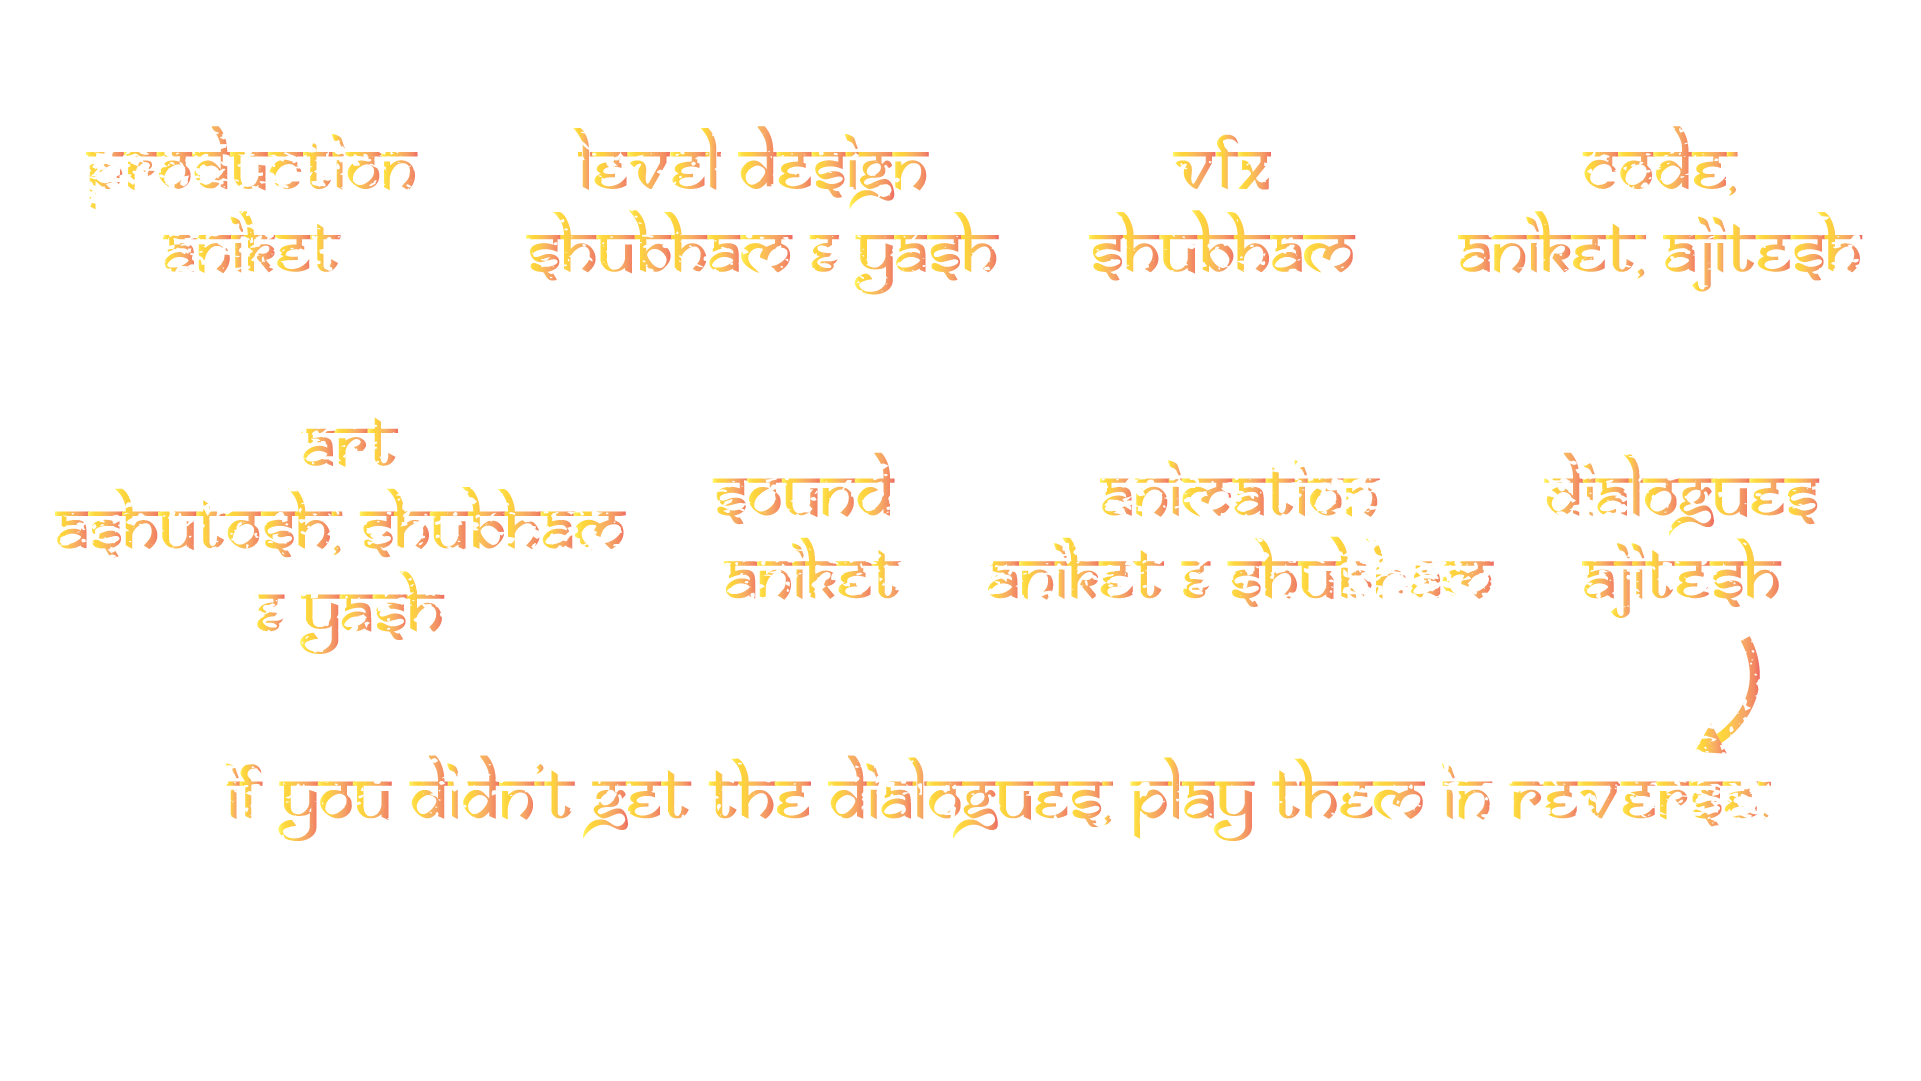 production
aniket
level design
shubham & yash
vfx
shubham
code,
aniket, ajitesh
art
ashutosh, shubham
& yash
sound
aniket
animation
aniket & shubham
dialogues
ajitesh
if you didn't get the dialogues, play them in reverse.